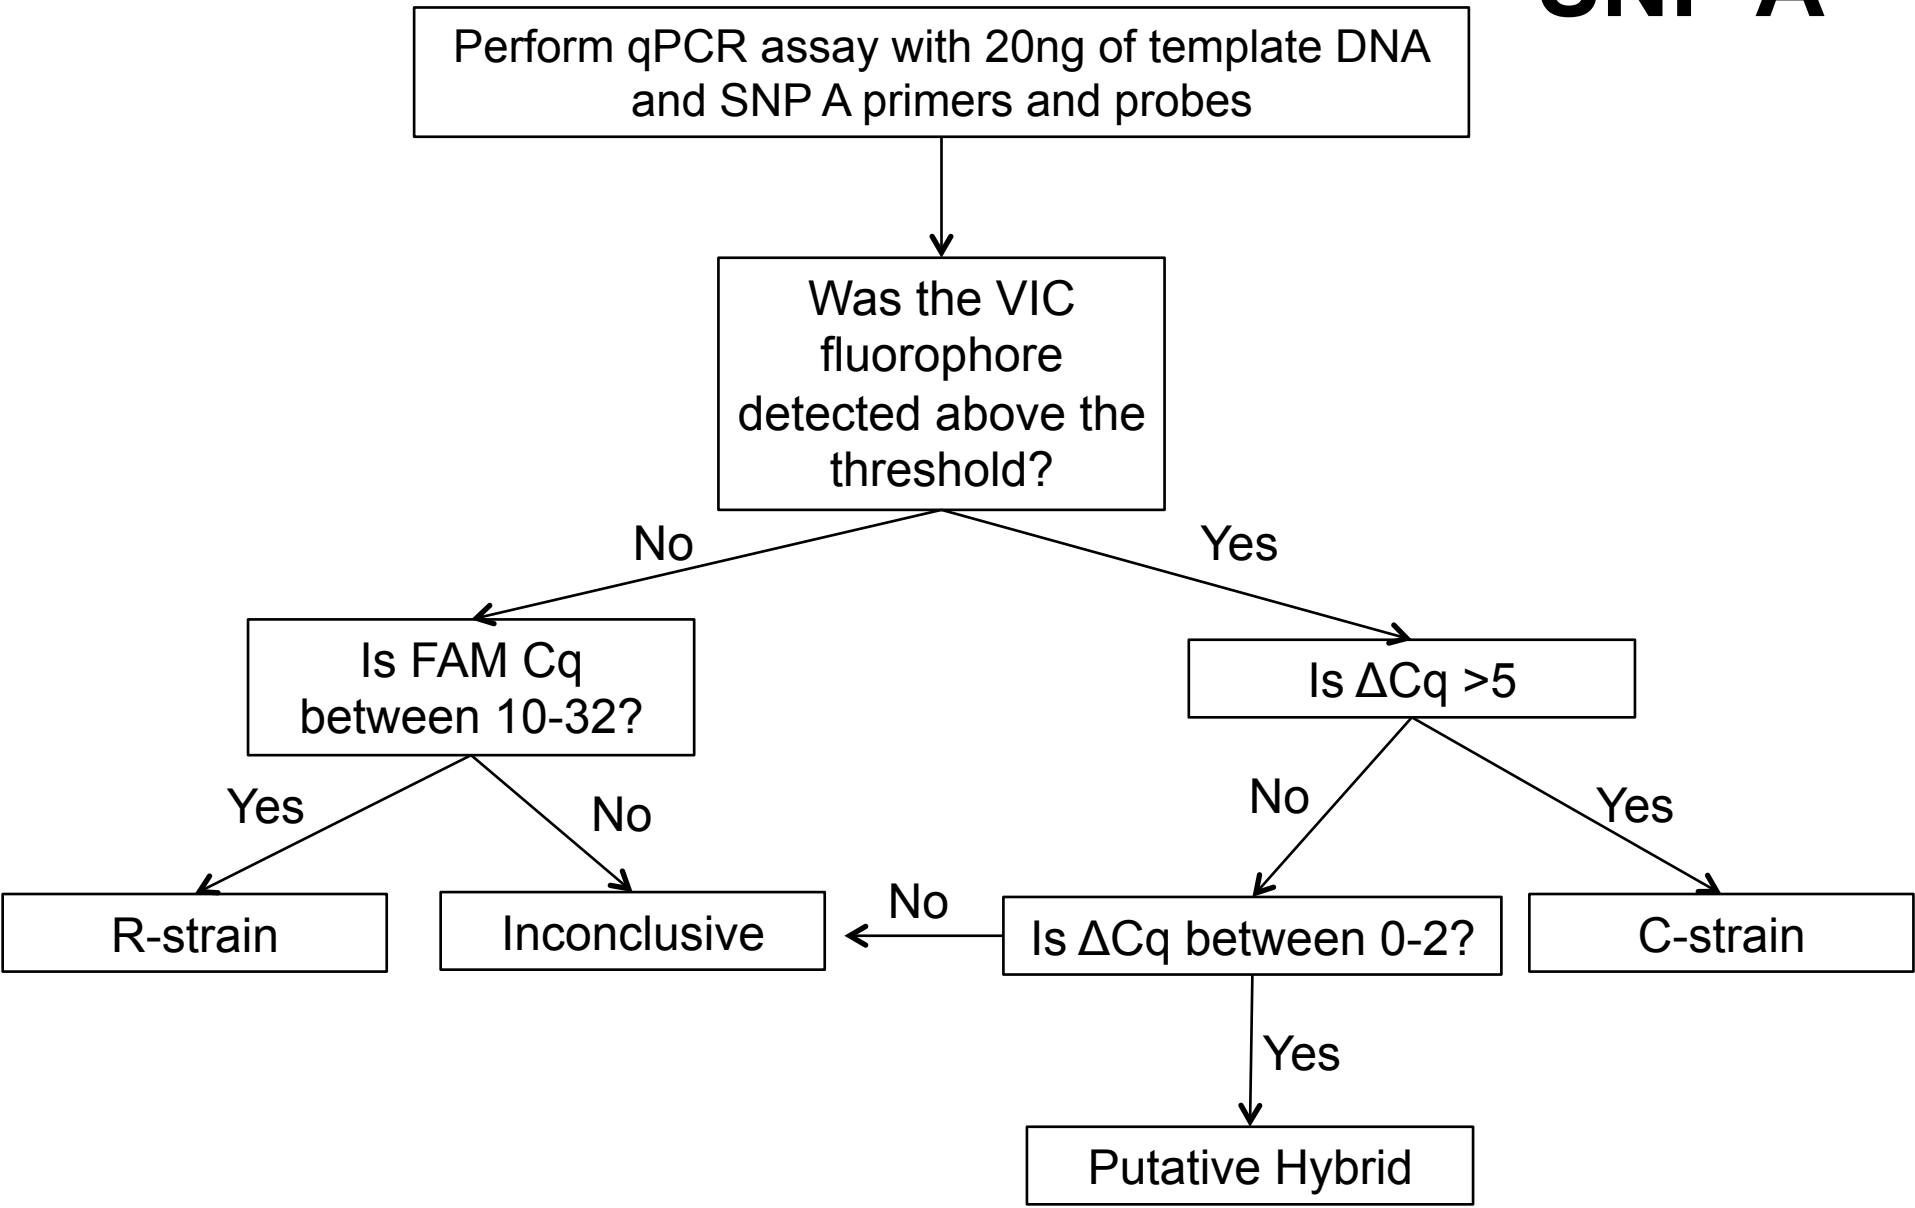 SNP A
Perform qPCR assay with 20ng of template DNA
and SNP A primers and probes
Was the VIC
fluorophore
detected above the
threshold?
No
Yes
Is FAM Cq
between 10-32?
Is ΔCq >5
Yes
No
No
Yes
R-strain
Inconclusive
No
Is ΔCq between 0-2?
C-strain
Yes
Putative Hybrid